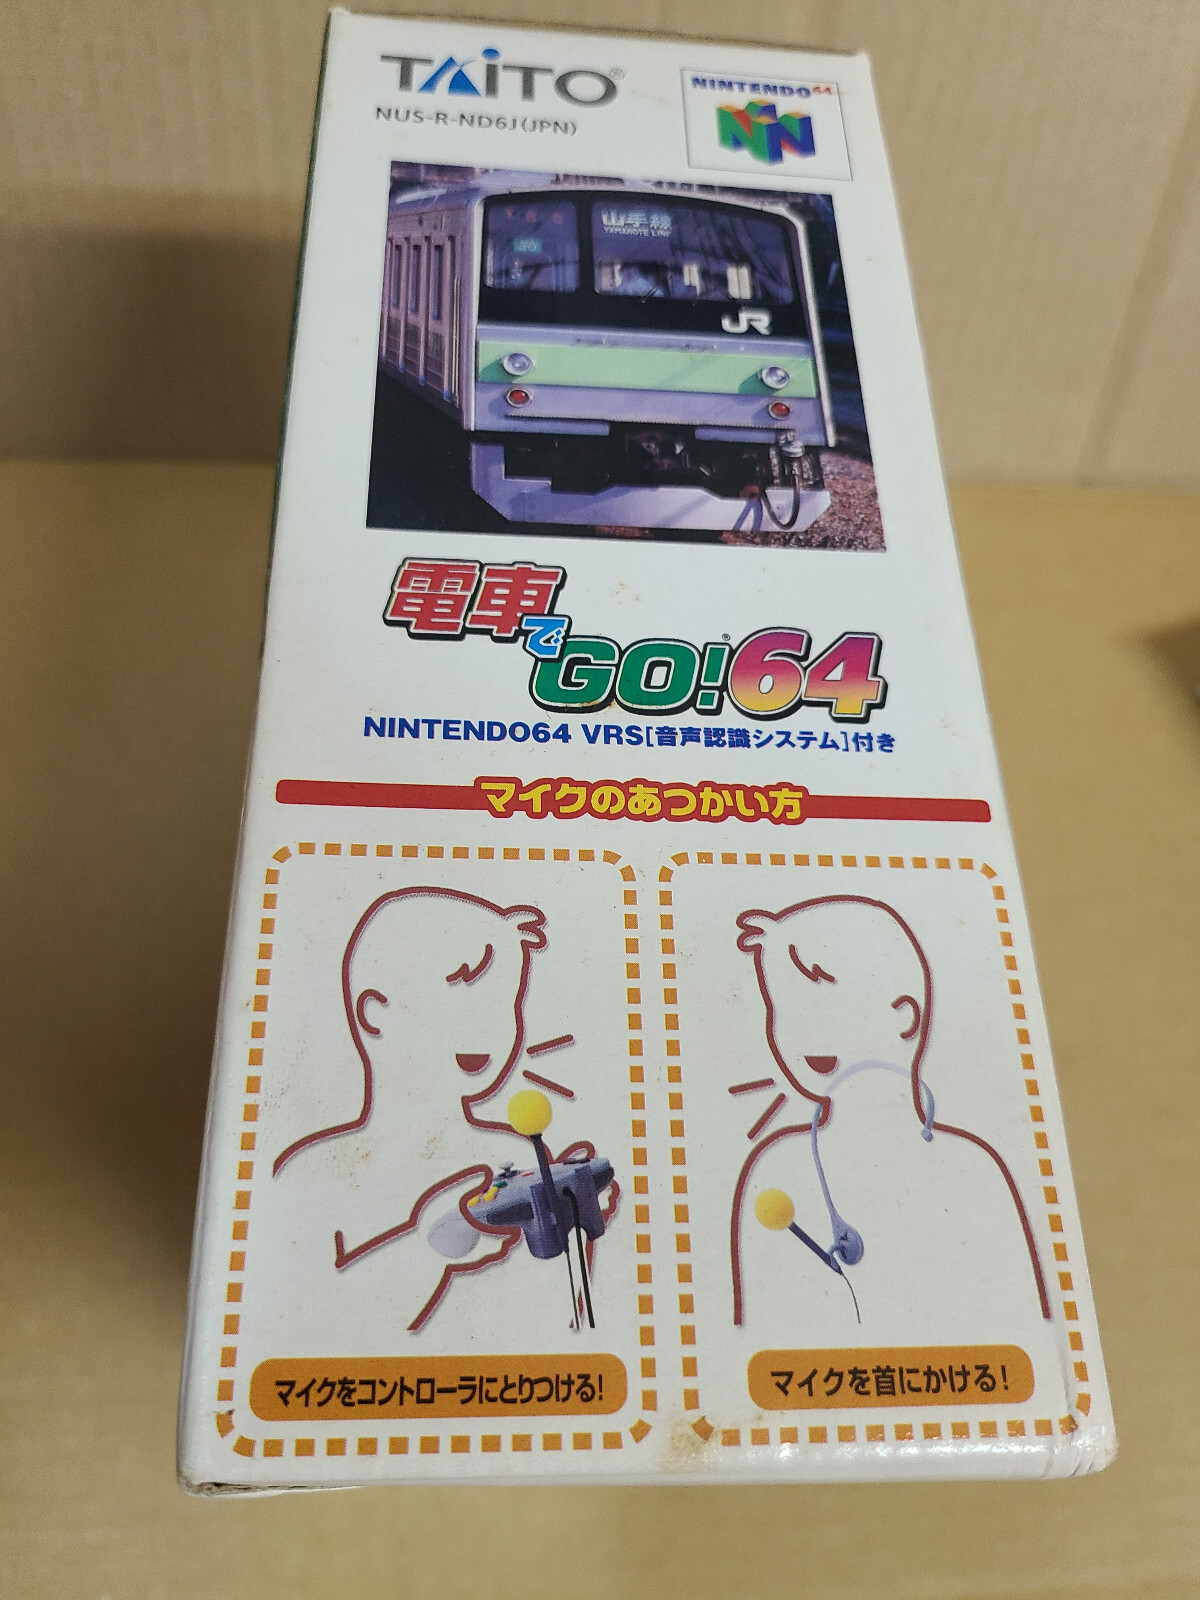 TAiTO®
NUS-R-ND6J(JPN)
NINTENDO64
山手線
YAMANOTE LINE
30
JR
電車でGO!®64
NINTENDO64 VRS[音声認識システム]付き
マイクのあつかい方
マイクをコントローラにとりつける!
マイクを首にかける!